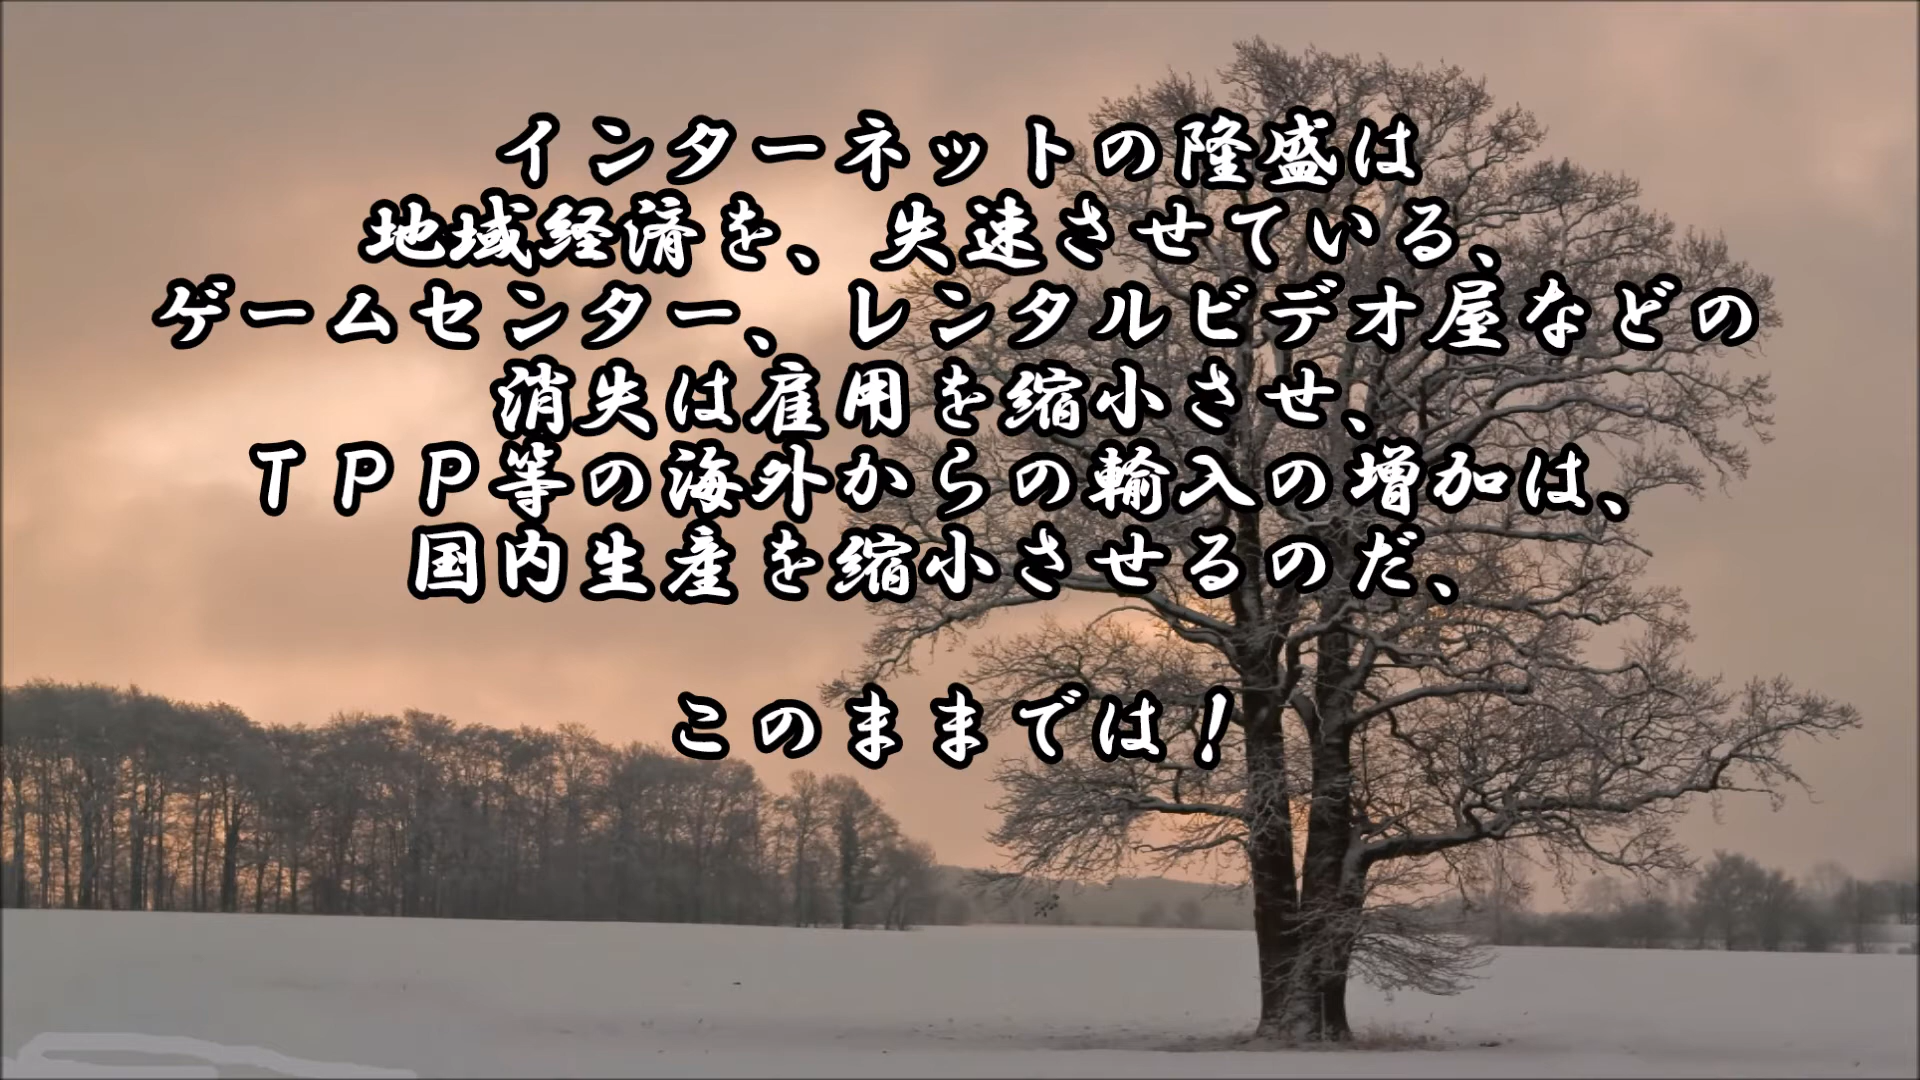 インターネットの隆盛は
地域経済を、失速させている、
ゲームセンター、レンタルビデオ屋などの
消失は雇用を縮小させ、
ＴＰＰ等の海外からの輸入の増加は、
国内生産を縮小させるのだ、
このままでは！